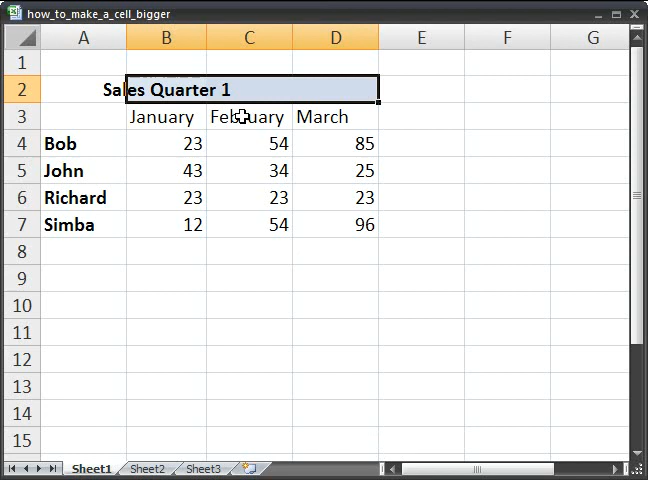 how_to_make_a_cell_bigger
A B C D E F G
1
2 Sales Quarter 1
3 January February March
4 Bob 23 54 85
5 John 43 34 25
6 Richard 23 23 23
7 Simba 12 54 96
8
9
10
11
12
13
14
15
Sheet1 Sheet2 Sheet3